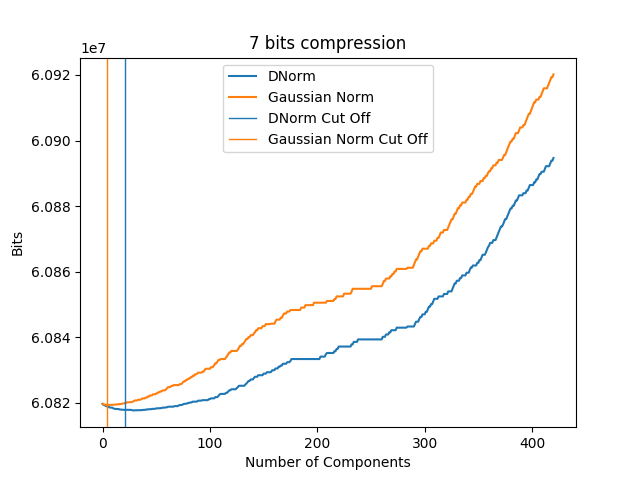 7 bits compression
1e7
DNorm
Gaussian Norm
DNorm Cut Off
Gaussian Norm Cut Off
6.092
6.090
6.088
6.086
6.084
6.082
Bits
0 100 200 300 400
Number of Components